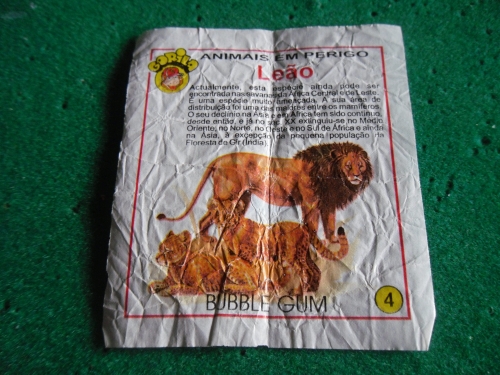 GORILA
ANIMAIS EM PERIGO
Leão
Actualmente, esta espécie ainda pode ser
encontrada nas savanas da África Central e de Leste.
É uma espécie muito ameaçada. A sua área de
distribuição foi uma das maiores entre os mamíferos.
O seu declínio na Ásia e em África tem sido contínuo,
desde então, e já no séc. XX extinguiu-se no Médio
Oriente, no Norte, no Oeste e no Sul de África e ainda
na Ásia, à excepção da pequena população da
Floresta de Gir (Índia).
BUBBLE GUM
4